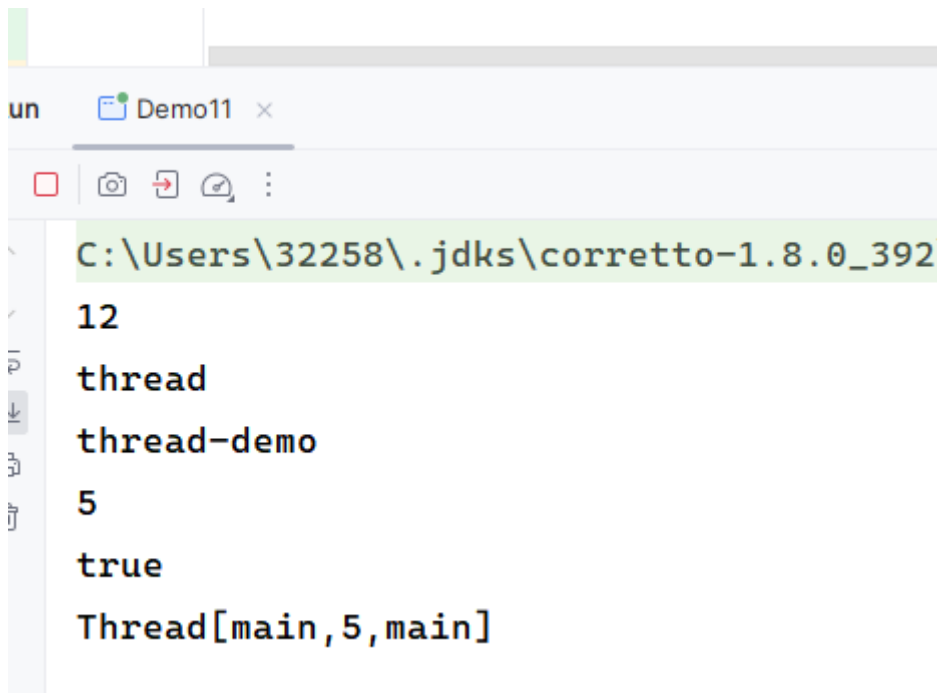 un
Demo11
C:\Users\32258\.jdks\corretto-1.8.0_392
12
thread
thread-demo
5
true
Thread[main,5,main]